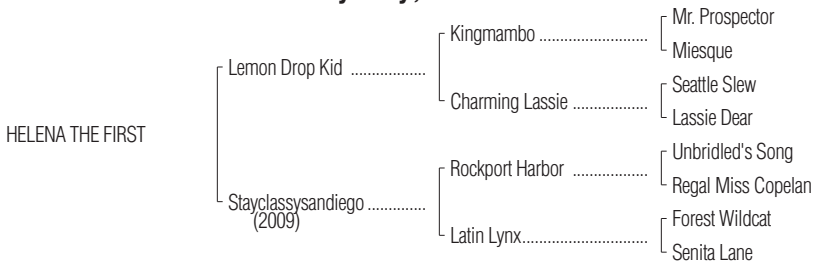 Mr. Prospector
Kingmambo ..........................
Miesque
Lemon Drop Kid ..................
Seattle Slew
Charming Lassie ..................
Lassie Dear
HELENA THE FIRST
Unbridled's Song
Rockport Harbor ..................
Regal Miss Copelan
Stayclassysandiego ..............
(2009)
Forest Wildcat
Latin Lynx..............................
Senita Lane